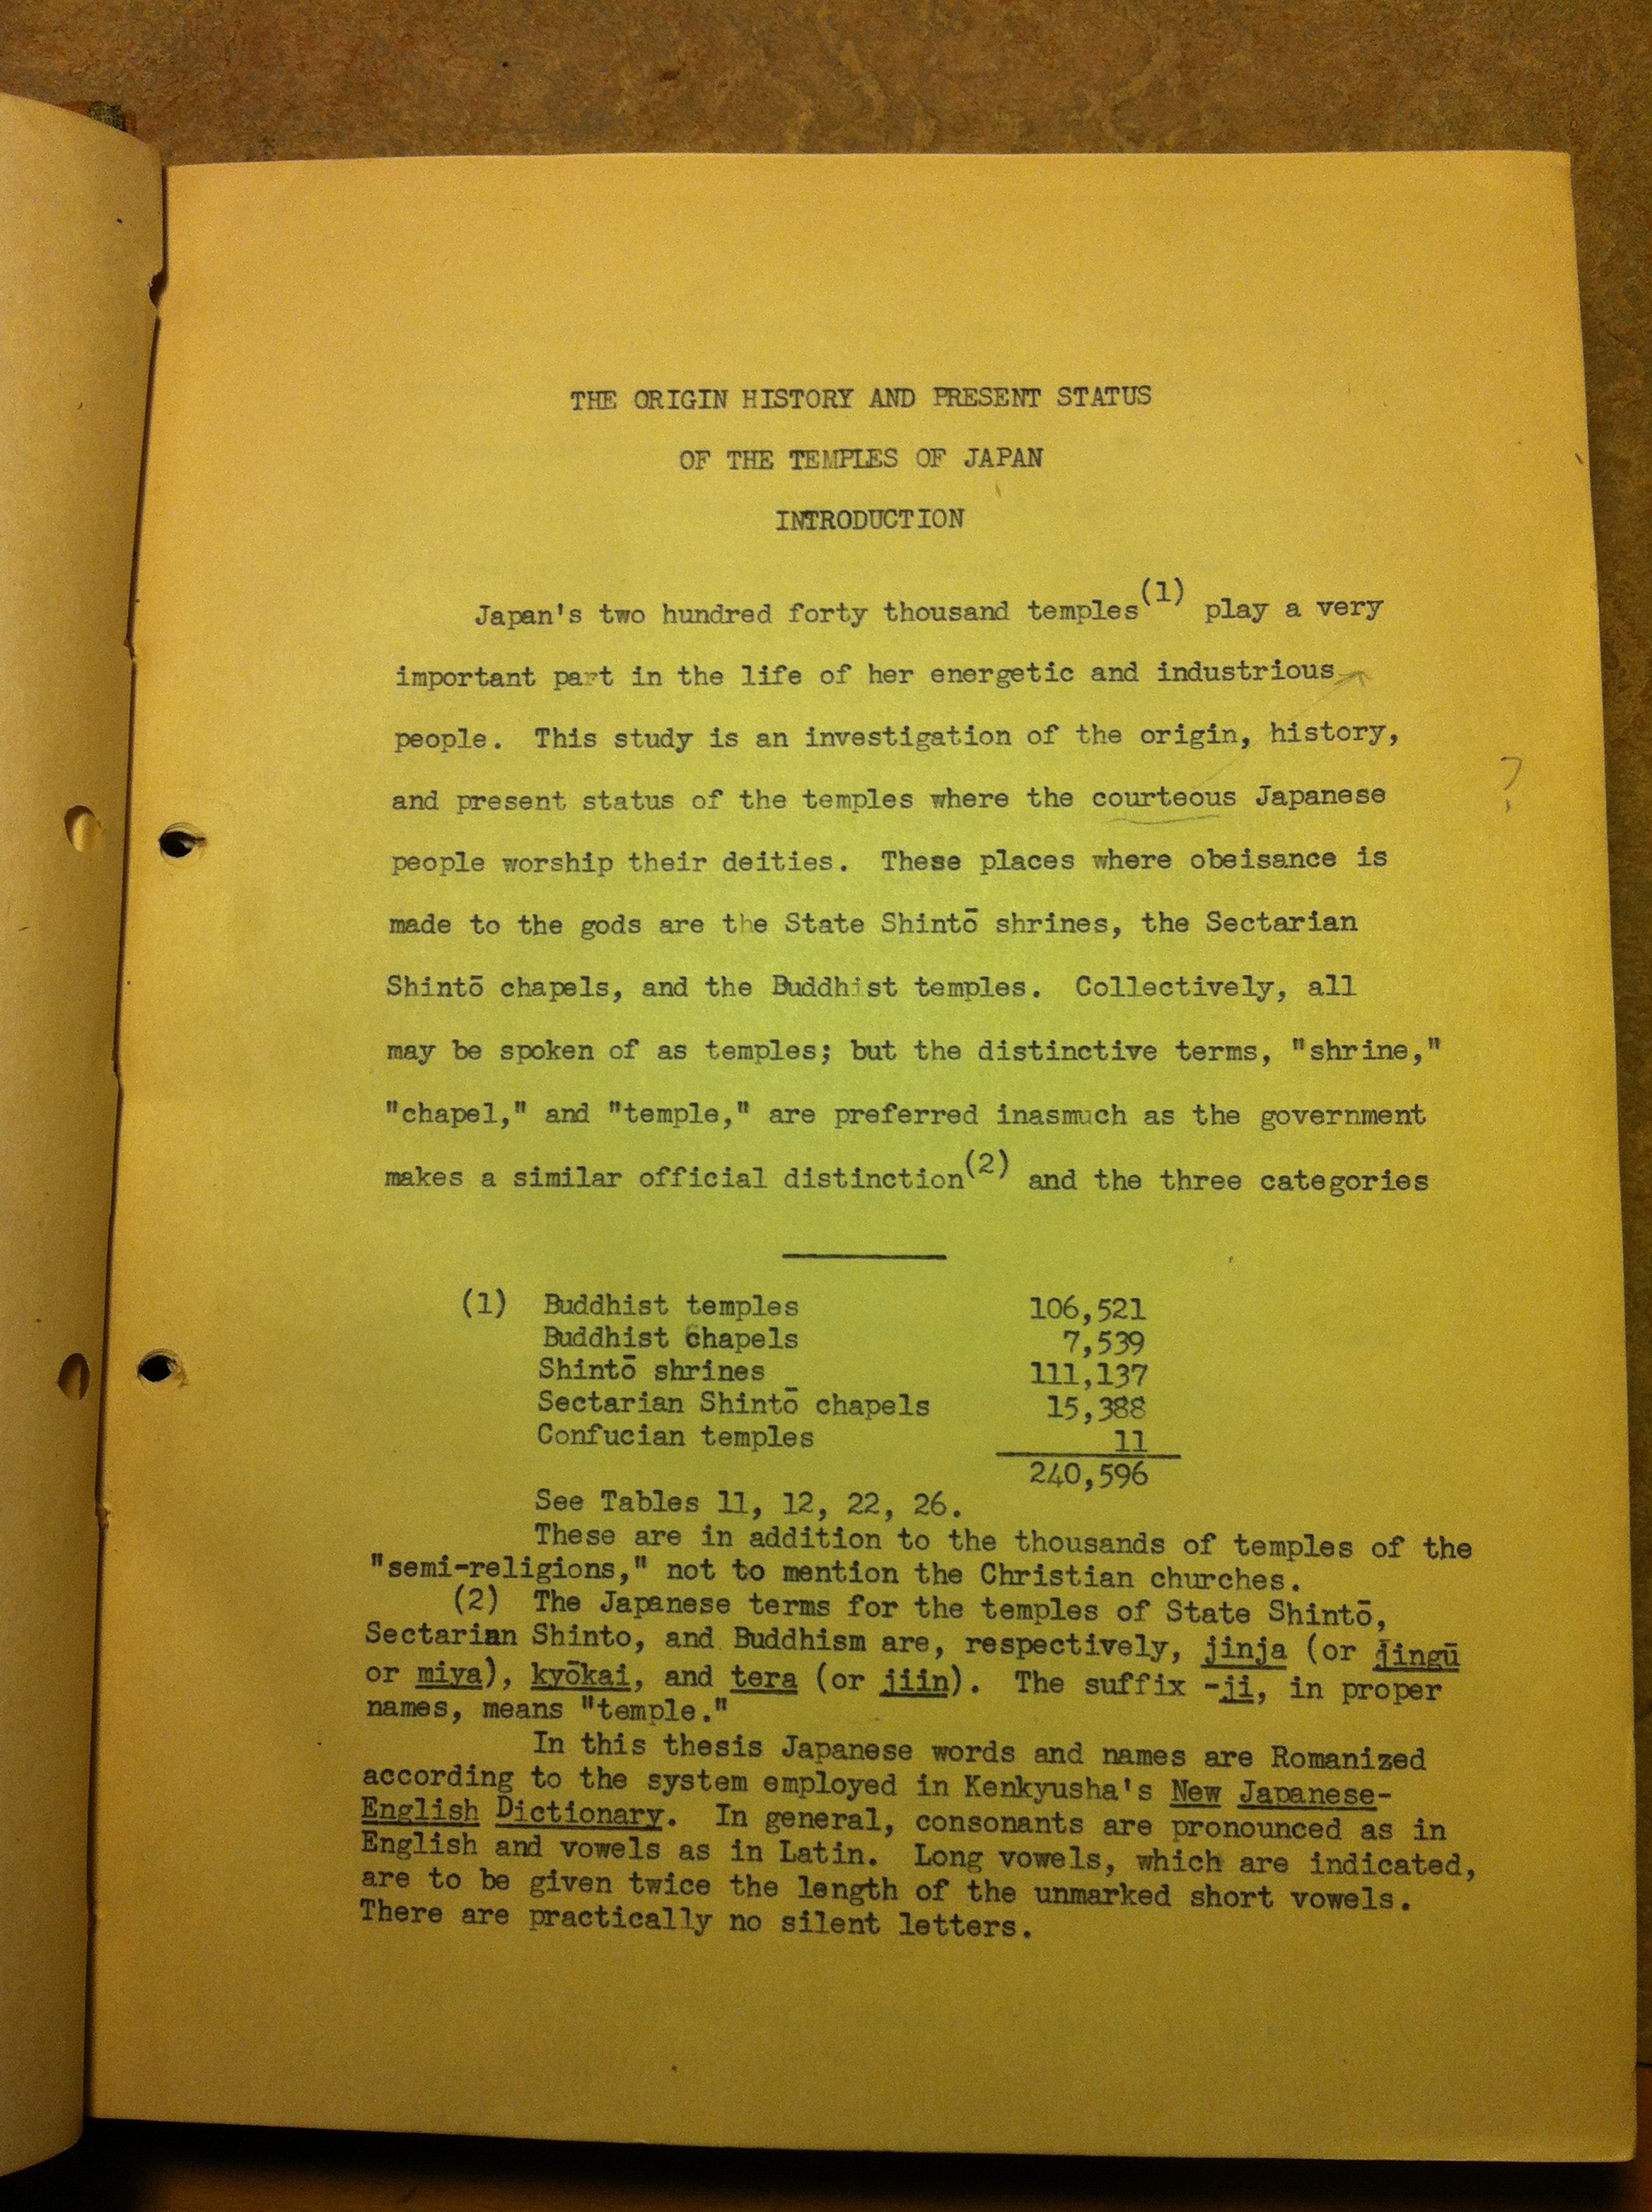 THE ORIGIN HISTORY AND PRESENT STATUS
OF THE TEMPLES OF JAPAN
INTRODUCTION
Japan's two hundred forty thousand temples(1) play a very
important part in the life of her energetic and industrious
people. This study is an investigation of the origin, history,
and present status of the temples where the courteous Japanese
?
people worship their deities. These places where obeisance is
made to the gods are the State Shintō shrines, the Sectarian
Shintō chapels, and the Buddhist temples. Collectively, all
may be spoken of as temples; but the distinctive terms, "shrine,"
"chapel," and "temple," are preferred inasmuch as the government
makes a similar official distinction(2) and the three categories
(1) Buddhist temples 106,521
Buddhist chapels 7,539
Shintō shrines 111,137
Sectarian Shintō chapels 15,388
Confucian temples 11
240,596
See Tables 11, 12, 22, 26.
These are in addition to the thousands of temples of the
"semi-religions," not to mention the Christian churches.
(2) The Japanese terms for the temples of State Shintō,
Sectarian Shinto, and Buddhism are, respectively, jinja (or jingū
or miya), kyōkai, and tera (or jiin). The suffix -ji, in proper
names, means "temple."
In this thesis Japanese words and names are Romanized
according to the system employed in Kenkyusha's New Japanese-
English Dictionary. In general, consonants are pronounced as in
English and vowels as in Latin. Long vowels, which are indicated,
are to be given twice the length of the unmarked short vowels.
There are practically no silent letters.